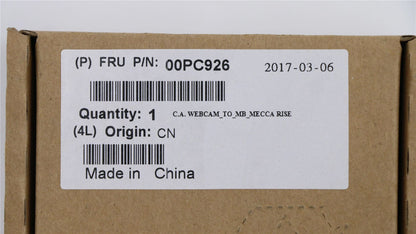 (P) FRU P/N: 00PC926 2017-03-06
Quantity: 1 C.A. WEBCAM_TO_MB_MECCA RISE
(4L) Origin: CN
Made in China